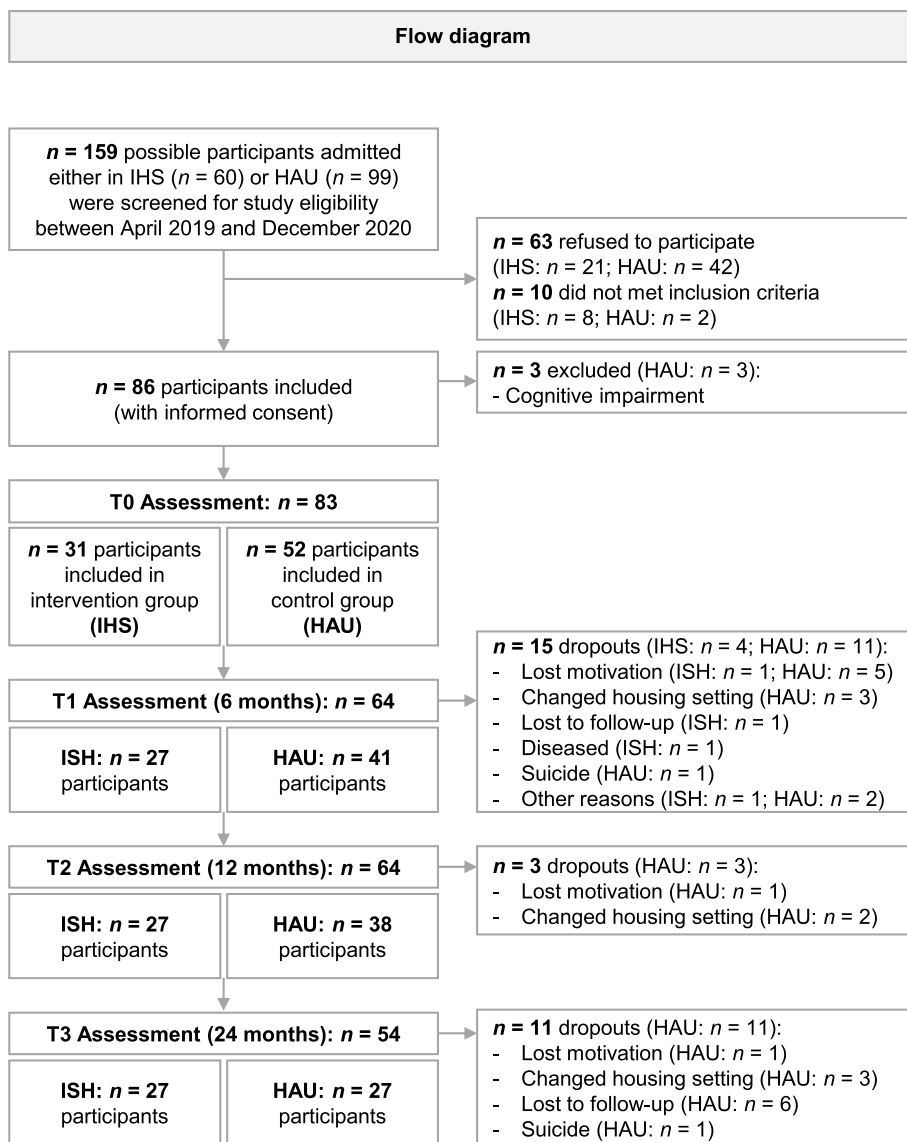 Flow diagram
n = 159 possible participants admitted
either in IHS (n = 60) or HAU (n = 99)
were screened for study eligibility
between April 2019 and December 2020
n = 63 refused to participate
(IHS: n = 21; HAU: n = 42)
n = 10 did not met inclusion criteria
(IHS: n = 8; HAU: n = 2)
n = 86 participants included
(with informed consent)
n = 3 excluded (HAU: n = 3):
- Cognitive impairment
T0 Assessment: n = 83
n = 31 participants
included in
intervention group
(IHS)
n = 52 participants
included in
control group
(HAU)
n = 15 dropouts (IHS: n = 4; HAU: n = 11):
- Lost motivation (ISH: n = 1; HAU: n = 5)
- Changed housing setting (HAU: n = 3)
- Lost to follow-up (ISH: n = 1)
- Diseased (ISH: n = 1)
- Suicide (HAU: n = 1)
- Other reasons (ISH: n = 1; HAU: n = 2)
T1 Assessment (6 months): n = 64
ISH: n = 27
participants
HAU: n = 41
participants
T2 Assessment (12 months): n = 64
n = 3 dropouts (HAU: n = 3):
- Lost motivation (HAU: n = 1)
- Changed housing setting (HAU: n = 2)
ISH: n = 27
participants
HAU: n = 38
participants
T3 Assessment (24 months): n = 54
n = 11 dropouts (HAU: n = 11):
- Lost motivation (HAU: n = 1)
- Changed housing setting (HAU: n = 3)
- Lost to follow-up (HAU: n = 6)
- Suicide (HAU: n = 1)
ISH: n = 27
participants
HAU: n = 27
participants